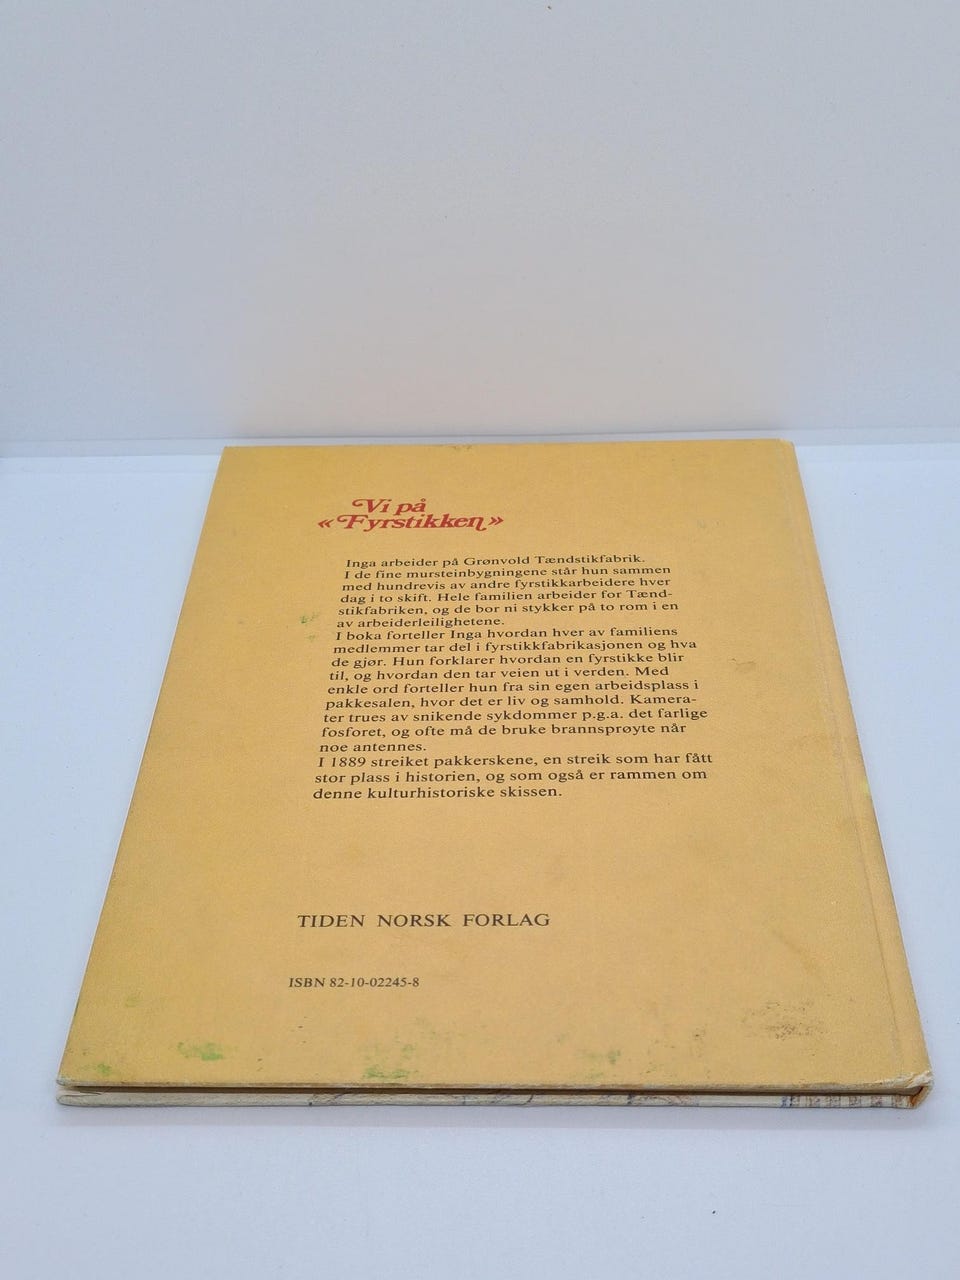 Vi på
«Fyrstikken»
Inga arbeider på Grønvold Tændstikfabrik.
I de fine mursteinbygningene står hun sammen
med hundrevis av andre fyrstikkarbeidere hver
dag i to skift. Hele familien arbeider for Tænd-
stikfabriken, og de bor ni stykker på to rom i en
av arbeiderleilighetene.
I boka forteller Inga hvordan hver av familiens
medlemmer tar del i fyrstikkfabrikasjonen og hva
de gjør. Hun forklarer hvordan en fyrstikke blir
til, og hvordan den tar veien ut i verden. Med
enkle ord forteller hun fra sin egen arbeidsplass i
pakkesalen, hvor det er liv og samhold. Kamera-
ter trues av snikende sykdommer p.g.a. det farlige
fosforet, og ofte må de bruke brannsprøyte når
noe antennes.
I 1889 streiket pakkerskene, en streik som har fått
stor plass i historien, og som også er rammen om
denne kulturhistoriske skissen.
TIDEN NORSK FORLAG
ISBN 82-10-02245-8